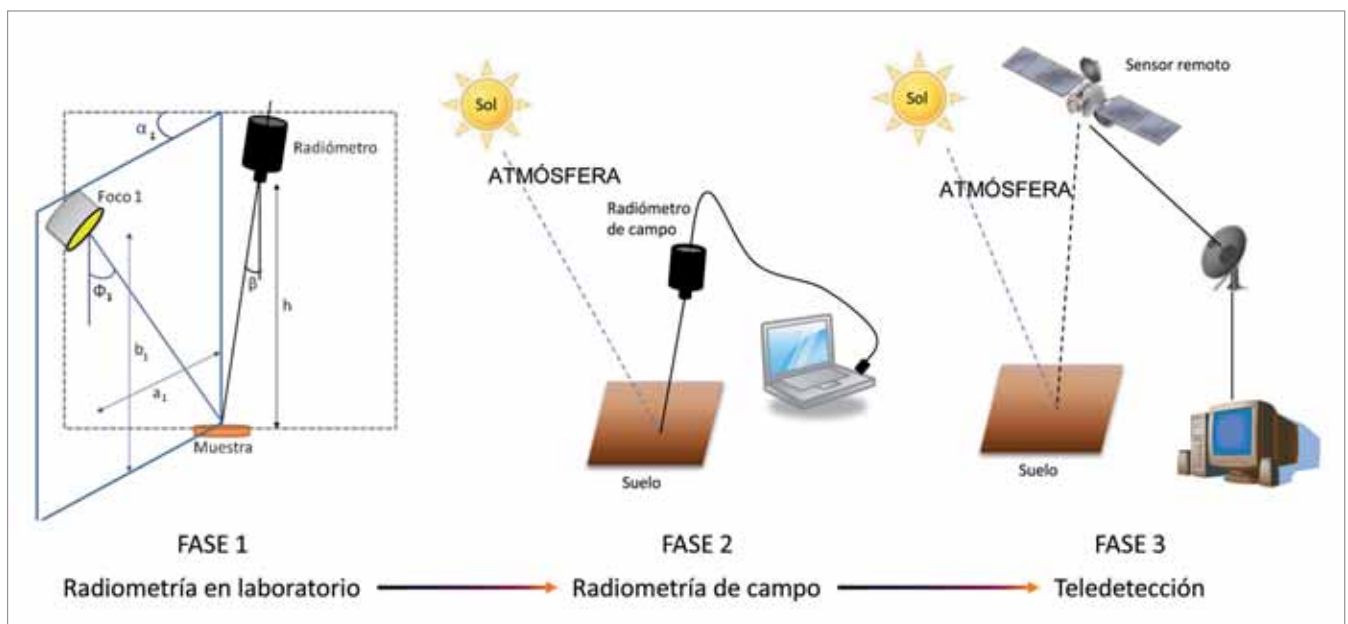 α₁
Radiómetro
Foco 1
Φ₁
β
h
b₁
a₁
Muestra
Sol
ATMÓSFERA
Radiómetro
de campo
Suelo
Sol
Sensor remoto
ATMÓSFERA
Suelo
FASE 1
FASE 2
FASE 3
Radiometría en laboratorio
Radiometría de campo
Teledetección